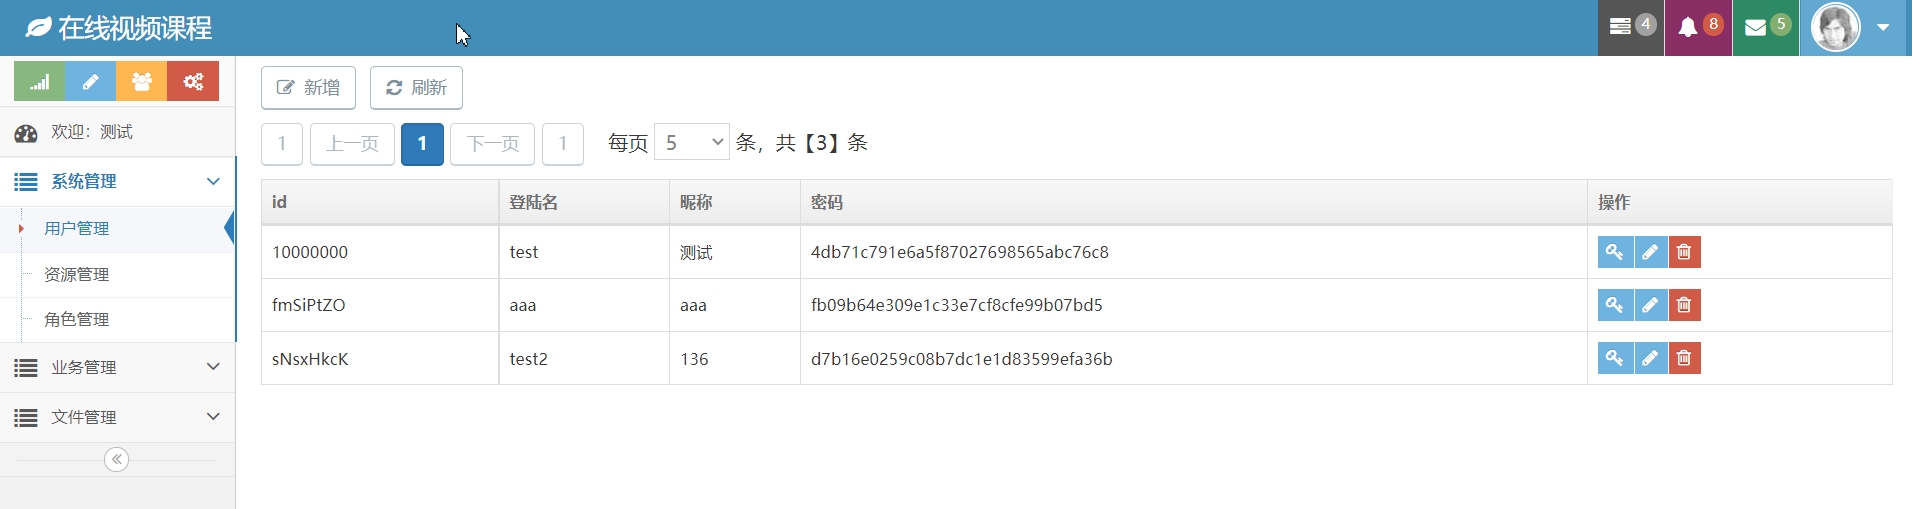 在线视频课程
4
8
5
新增
刷新
欢迎：测试
1
上一页
1
下一页
1
每页 5 条，共【3】条
系统管理
用户管理
资源管理
角色管理
业务管理
文件管理
id 登陆名 昵称 密码 操作
10000000 test 测试 4db71c791e6a5f87027698565abc76c8
fmSiPtZO aaa aaa fb09b64e309e1c33e7cf8cfe99b07bd5
sNsxHkcK test2 136 d7b16e0259c08b7dc1e1d83599efa36b